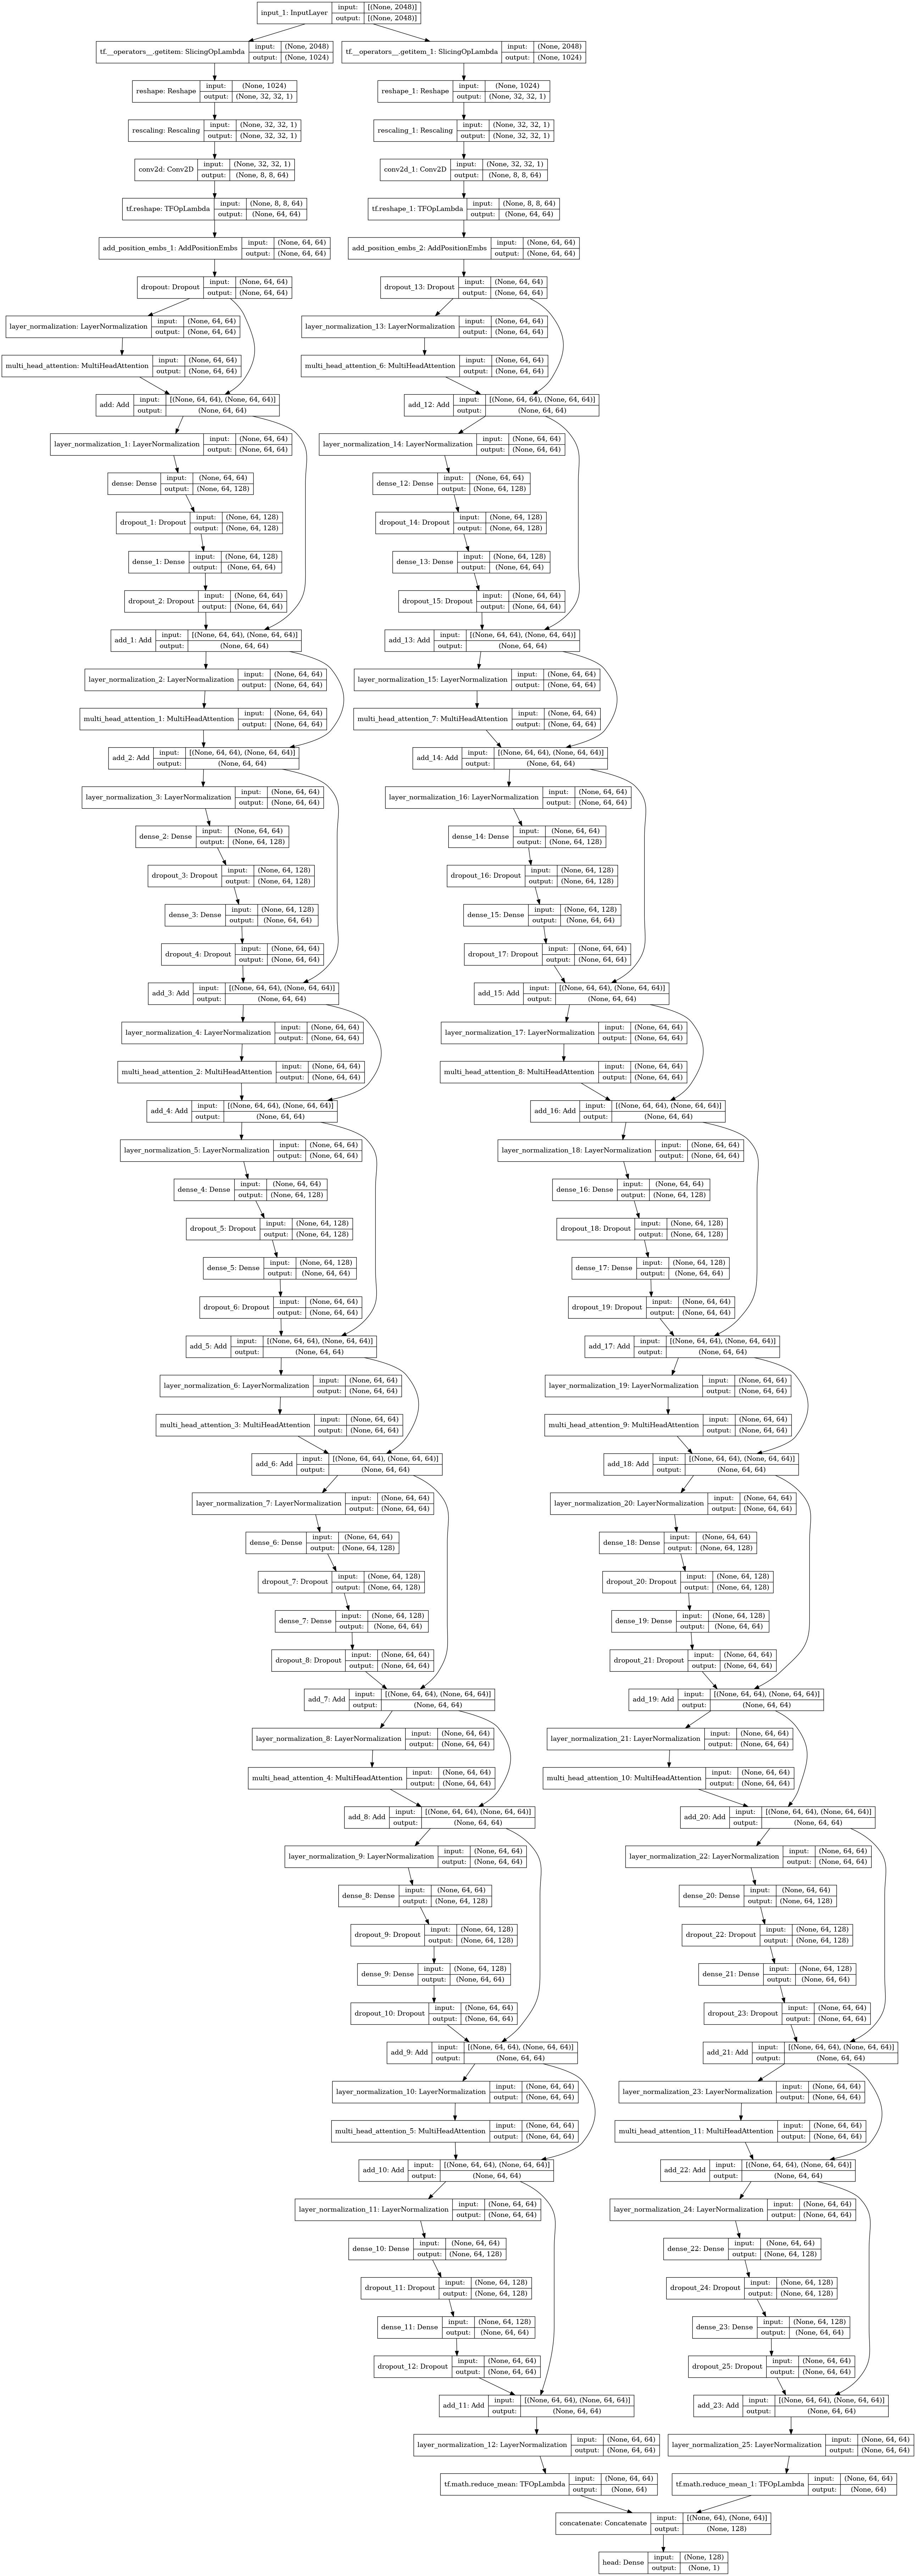 input_1: InputLayer input: [(None, 2048)]
output: [(None, 2048)]
tf.__operators__.getitem: SlicingOpLambda input: (None, 2048)
output: (None, 1024)
reshape: Reshape input: (None, 1024)
output: (None, 32, 32, 1)
rescaling: Rescaling input: (None, 32, 32, 1)
output: (None, 32, 32, 1)
conv2d: Conv2D input: (None, 32, 32, 1)
output: (None, 8, 8, 64)
tf.reshape: TFOpLambda input: (None, 8, 8, 64)
output: (None, 64, 64)
add_position_embs_1: AddPositionEmbs input: (None, 64, 64)
output: (None, 64, 64)
dropout: Dropout input: (None, 64, 64)
output: (None, 64, 64)
layer_normalization: LayerNormalization input: (None, 64, 64)
output: (None, 64, 64)
multi_head_attention: MultiHeadAttention input: (None, 64, 64)
output: (None, 64, 64)
add: Add input: [(None, 64, 64), (None, 64, 64)]
output: (None, 64, 64)
layer_normalization_1: LayerNormalization input: (None, 64, 64)
output: (None, 64, 64)
dense: Dense input: (None, 64, 64)
output: (None, 64, 128)
dropout_1: Dropout input: (None, 64, 128)
output: (None, 64, 128)
dense_1: Dense input: (None, 64, 128)
output: (None, 64, 64)
dropout_2: Dropout input: (None, 64, 64)
output: (None, 64, 64)
add_1: Add input: [(None, 64, 64), (None, 64, 64)]
output: (None, 64, 64)
layer_normalization_2: LayerNormalization input: (None, 64, 64)
output: (None, 64, 64)
multi_head_attention_1: MultiHeadAttention input: (None, 64, 64)
output: (None, 64, 64)
add_2: Add input: [(None, 64, 64), (None, 64, 64)]
output: (None, 64, 64)
layer_normalization_3: LayerNormalization input: (None, 64, 64)
output: (None, 64, 64)
dense_2: Dense input: (None, 64, 64)
output: (None, 64, 128)
dropout_3: Dropout input: (None, 64, 128)
output: (None, 64, 128)
dense_3: Dense input: (None, 64, 128)
output: (None, 64, 64)
dropout_4: Dropout input: (None, 64, 64)
output: (None, 64, 64)
add_3: Add input: [(None, 64, 64), (None, 64, 64)]
output: (None, 64, 64)
layer_normalization_4: LayerNormalization input: (None, 64, 64)
output: (None, 64, 64)
multi_head_attention_2: MultiHeadAttention input: (None, 64, 64)
output: (None, 64, 64)
add_4: Add input: [(None, 64, 64), (None, 64, 64)]
output: (None, 64, 64)
layer_normalization_5: LayerNormalization input: (None, 64, 64)
output: (None, 64, 64)
dense_4: Dense input: (None, 64, 64)
output: (None, 64, 128)
dropout_5: Dropout input: (None, 64, 128)
output: (None, 64, 128)
dense_5: Dense input: (None, 64, 128)
output: (None, 64, 64)
dropout_6: Dropout input: (None, 64, 64)
output: (None, 64, 64)
add_5: Add input: [(None, 64, 64), (None, 64, 64)]
output: (None, 64, 64)
layer_normalization_6: LayerNormalization input: (None, 64, 64)
output: (None, 64, 64)
multi_head_attention_3: MultiHeadAttention input: (None, 64, 64)
output: (None, 64, 64)
add_6: Add input: [(None, 64, 64), (None, 64, 64)]
output: (None, 64, 64)
layer_normalization_7: LayerNormalization input: (None, 64, 64)
output: (None, 64, 64)
dense_6: Dense input: (None, 64, 64)
output: (None, 64, 128)
dropout_7: Dropout input: (None, 64, 128)
output: (None, 64, 128)
dense_7: Dense input: (None, 64, 128)
output: (None, 64, 64)
dropout_8: Dropout input: (None, 64, 64)
output: (None, 64, 64)
add_7: Add input: [(None, 64, 64), (None, 64, 64)]
output: (None, 64, 64)
layer_normalization_8: LayerNormalization input: (None, 64, 64)
output: (None, 64, 64)
multi_head_attention_4: MultiHeadAttention input: (None, 64, 64)
output: (None, 64, 64)
add_8: Add input: [(None, 64, 64), (None, 64, 64)]
output: (None, 64, 64)
layer_normalization_9: LayerNormalization input: (None, 64, 64)
output: (None, 64, 64)
dense_8: Dense input: (None, 64, 64)
output: (None, 64, 128)
dropout_9: Dropout input: (None, 64, 128)
output: (None, 64, 128)
dense_9: Dense input: (None, 64, 128)
output: (None, 64, 64)
dropout_10: Dropout input: (None, 64, 64)
output: (None, 64, 64)
add_9: Add input: [(None, 64, 64), (None, 64, 64)]
output: (None, 64, 64)
layer_normalization_10: LayerNormalization input: (None, 64, 64)
output: (None, 64, 64)
multi_head_attention_5: MultiHeadAttention input: (None, 64, 64)
output: (None, 64, 64)
add_10: Add input: [(None, 64, 64), (None, 64, 64)]
output: (None, 64, 64)
layer_normalization_11: LayerNormalization input: (None, 64, 64)
output: (None, 64, 64)
dense_10: Dense input: (None, 64, 64)
output: (None, 64, 128)
dropout_11: Dropout input: (None, 64, 128)
output: (None, 64, 128)
dense_11: Dense input: (None, 64, 128)
output: (None, 64, 64)
dropout_12: Dropout input: (None, 64, 64)
output: (None, 64, 64)
add_11: Add input: [(None, 64, 64), (None, 64, 64)]
output: (None, 64, 64)
layer_normalization_12: LayerNormalization input: (None, 64, 64)
output: (None, 64, 64)
tf.math.reduce_mean: TFOpLambda input: (None, 64, 64)
output: (None, 64)
tf.__operators__.getitem_1: SlicingOpLambda input: (None, 2048)
output: (None, 1024)
reshape_1: Reshape input: (None, 1024)
output: (None, 32, 32, 1)
rescaling_1: Rescaling input: (None, 32, 32, 1)
output: (None, 32, 32, 1)
conv2d_1: Conv2D input: (None, 32, 32, 1)
output: (None, 8, 8, 64)
tf.reshape_1: TFOpLambda input: (None, 8, 8, 64)
output: (None, 64, 64)
add_position_embs_2: AddPositionEmbs input: (None, 64, 64)
output: (None, 64, 64)
dropout_13: Dropout input: (None, 64, 64)
output: (None, 64, 64)
layer_normalization_13: LayerNormalization input: (None, 64, 64)
output: (None, 64, 64)
multi_head_attention_6: MultiHeadAttention input: (None, 64, 64)
output: (None, 64, 64)
add_12: Add input: [(None, 64, 64), (None, 64, 64)]
output: (None, 64, 64)
layer_normalization_14: LayerNormalization input: (None, 64, 64)
output: (None, 64, 64)
dense_12: Dense input: (None, 64, 64)
output: (None, 64, 128)
dropout_14: Dropout input: (None, 64, 128)
output: (None, 64, 128)
dense_13: Dense input: (None, 64, 128)
output: (None, 64, 64)
dropout_15: Dropout input: (None, 64, 64)
output: (None, 64, 64)
add_13: Add input: [(None, 64, 64), (None, 64, 64)]
output: (None, 64, 64)
layer_normalization_15: LayerNormalization input: (None, 64, 64)
output: (None, 64, 64)
multi_head_attention_7: MultiHeadAttention input: (None, 64, 64)
output: (None, 64, 64)
add_14: Add input: [(None, 64, 64), (None, 64, 64)]
output: (None, 64, 64)
layer_normalization_16: LayerNormalization input: (None, 64, 64)
output: (None, 64, 64)
dense_14: Dense input: (None, 64, 64)
output: (None, 64, 128)
dropout_16: Dropout input: (None, 64, 128)
output: (None, 64, 128)
dense_15: Dense input: (None, 64, 128)
output: (None, 64, 64)
dropout_17: Dropout input: (None, 64, 64)
output: (None, 64, 64)
add_15: Add input: [(None, 64, 64), (None, 64, 64)]
output: (None, 64, 64)
layer_normalization_17: LayerNormalization input: (None, 64, 64)
output: (None, 64, 64)
multi_head_attention_8: MultiHeadAttention input: (None, 64, 64)
output: (None, 64, 64)
add_16: Add input: [(None, 64, 64), (None, 64, 64)]
output: (None, 64, 64)
layer_normalization_18: LayerNormalization input: (None, 64, 64)
output: (None, 64, 64)
dense_16: Dense input: (None, 64, 64)
output: (None, 64, 128)
dropout_18: Dropout input: (None, 64, 128)
output: (None, 64, 128)
dense_17: Dense input: (None, 64, 128)
output: (None, 64, 64)
dropout_19: Dropout input: (None, 64, 64)
output: (None, 64, 64)
add_17: Add input: [(None, 64, 64), (None, 64, 64)]
output: (None, 64, 64)
layer_normalization_19: LayerNormalization input: (None, 64, 64)
output: (None, 64, 64)
multi_head_attention_9: MultiHeadAttention input: (None, 64, 64)
output: (None, 64, 64)
add_18: Add input: [(None, 64, 64), (None, 64, 64)]
output: (None, 64, 64)
layer_normalization_20: LayerNormalization input: (None, 64, 64)
output: (None, 64, 64)
dense_18: Dense input: (None, 64, 64)
output: (None, 64, 128)
dropout_20: Dropout input: (None, 64, 128)
output: (None, 64, 128)
dense_19: Dense input: (None, 64, 128)
output: (None, 64, 64)
dropout_21: Dropout input: (None, 64, 64)
output: (None, 64, 64)
add_19: Add input: [(None, 64, 64), (None, 64, 64)]
output: (None, 64, 64)
layer_normalization_21: LayerNormalization input: (None, 64, 64)
output: (None, 64, 64)
multi_head_attention_10: MultiHeadAttention input: (None, 64, 64)
output: (None, 64, 64)
add_20: Add input: [(None, 64, 64), (None, 64, 64)]
output: (None, 64, 64)
layer_normalization_22: LayerNormalization input: (None, 64, 64)
output: (None, 64, 64)
dense_20: Dense input: (None, 64, 64)
output: (None, 64, 128)
dropout_22: Dropout input: (None, 64, 128)
output: (None, 64, 128)
dense_21: Dense input: (None, 64, 128)
output: (None, 64, 64)
dropout_23: Dropout input: (None, 64, 64)
output: (None, 64, 64)
add_21: Add input: [(None, 64, 64), (None, 64, 64)]
output: (None, 64, 64)
layer_normalization_23: LayerNormalization input: (None, 64, 64)
output: (None, 64, 64)
multi_head_attention_11: MultiHeadAttention input: (None, 64, 64)
output: (None, 64, 64)
add_22: Add input: [(None, 64, 64), (None, 64, 64)]
output: (None, 64, 64)
layer_normalization_24: LayerNormalization input: (None, 64, 64)
output: (None, 64, 64)
dense_22: Dense input: (None, 64, 64)
output: (None, 64, 128)
dropout_24: Dropout input: (None, 64, 128)
output: (None, 64, 128)
dense_23: Dense input: (None, 64, 128)
output: (None, 64, 64)
dropout_25: Dropout input: (None, 64, 64)
output: (None, 64, 64)
add_23: Add input: [(None, 64, 64), (None, 64, 64)]
output: (None, 64, 64)
layer_normalization_25: LayerNormalization input: (None, 64, 64)
output: (None, 64, 64)
tf.math.reduce_mean_1: TFOpLambda input: (None, 64, 64)
output: (None, 64)
concatenate: Concatenate input: [(None, 64), (None, 64)]
output: (None, 128)
head: Dense input: (None, 128)
output: (None, 1)